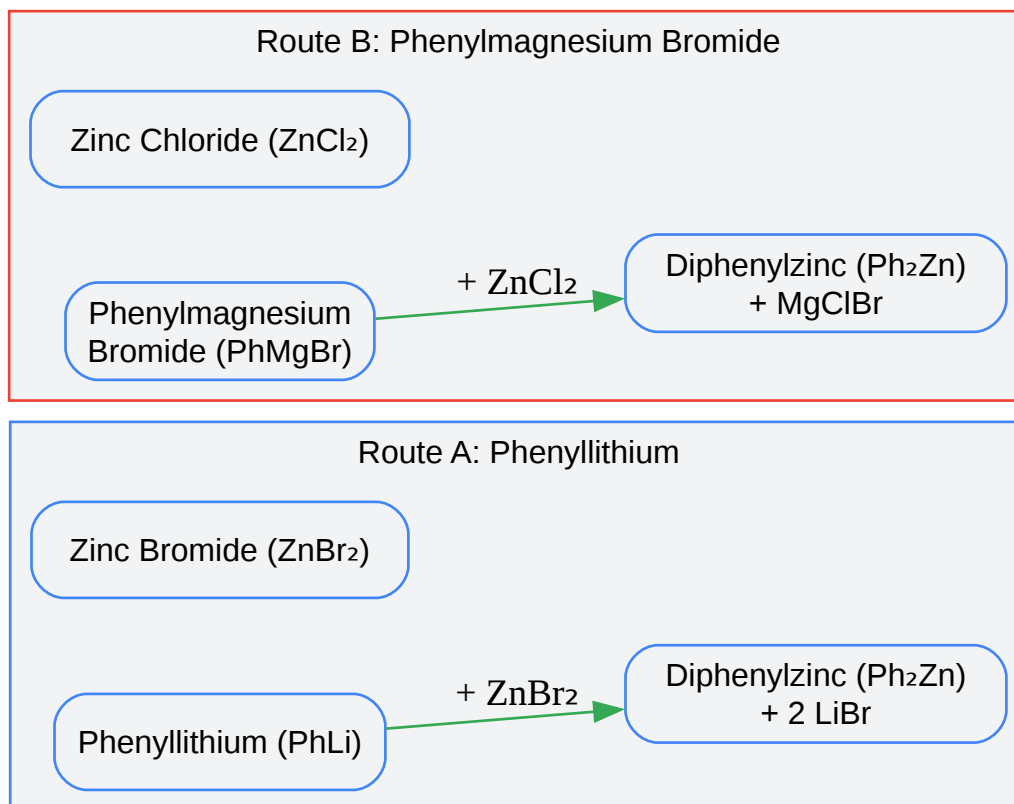 Route B: Phenylmagnesium Bromide
Zinc Chloride (ZnCl₂)
+ ZnCl₂
Phenylmagnesium
Bromide (PhMgBr)
Diphenylzinc (Ph₂Zn)
+ MgClBr
Route A: Phenyllithium
Zinc Bromide (ZnBr₂)
+ ZnBr₂
Phenyllithium (PhLi)
Diphenylzinc (Ph₂Zn)
+ 2 LiBr